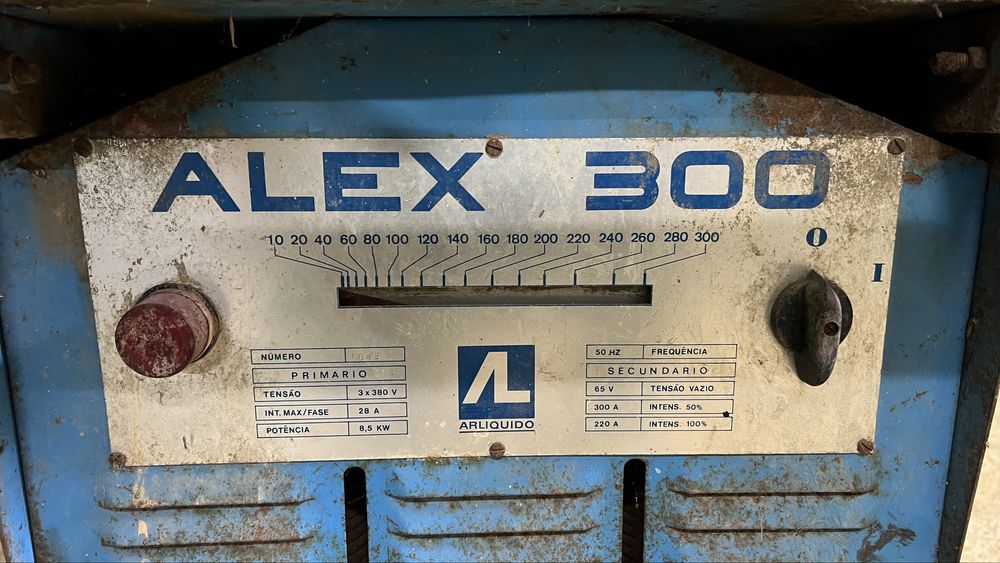 ALEX 300
10 20 40 60 80 100 120 140 160 180 200 220 240 260 280 300
0
I
NÚMERO
PRIMARIO
TENSÃO 3 x 380 V
INT. MAX/FASE 28 A
POTÊNCIA 8,5 KW
AL
ARLIQUIDO
50 HZ FREQUÊNCIA
SECUNDARIO
65 V TENSÃO VAZIO
300 A INTENS. 50%
220 A INTENS. 100%